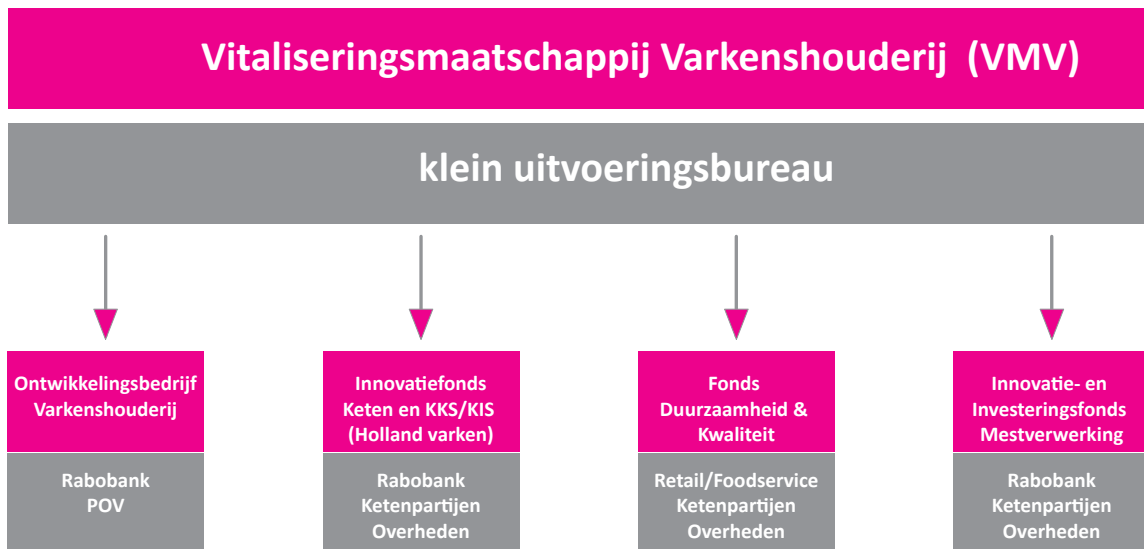 Vitaliseringsmaatschappij Varkenshouderij (VMV)
klein uitvoeringsbureau
Ontwikkelingsbedrijf
Varkenshouderij
Rabobank
POV
Innovatiefonds
Keten en KKS/KIS
(Holland varken)
Rabobank
Ketenpartijen
Overheden
Fonds
Duurzaamheid &
Kwaliteit
Retail/Foodservice
Ketenpartijen
Overheden
Innovatie- en
Investeringsfonds
Mestverwerking
Rabobank
Ketenpartijen
Overheden